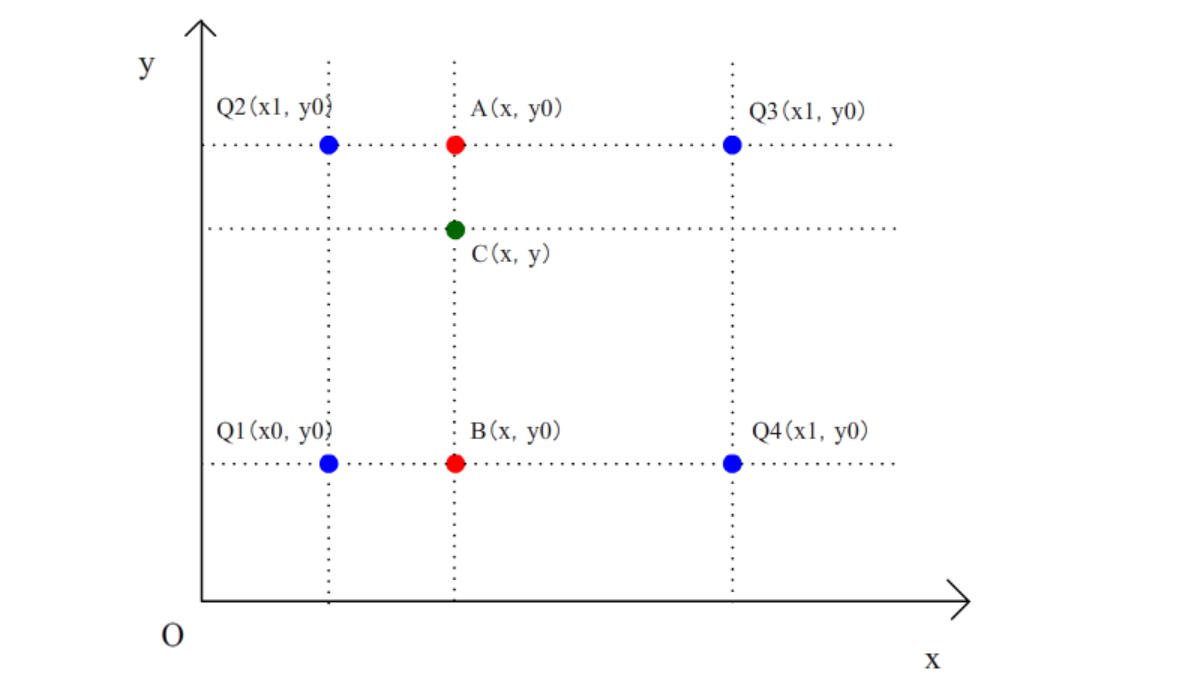 y
Q2(x1, y0)
A(x, y0)
Q3(x1, y0)
C(x, y)
Q1(x0, y0)
B(x, y0)
Q4(x1, y0)
O
x